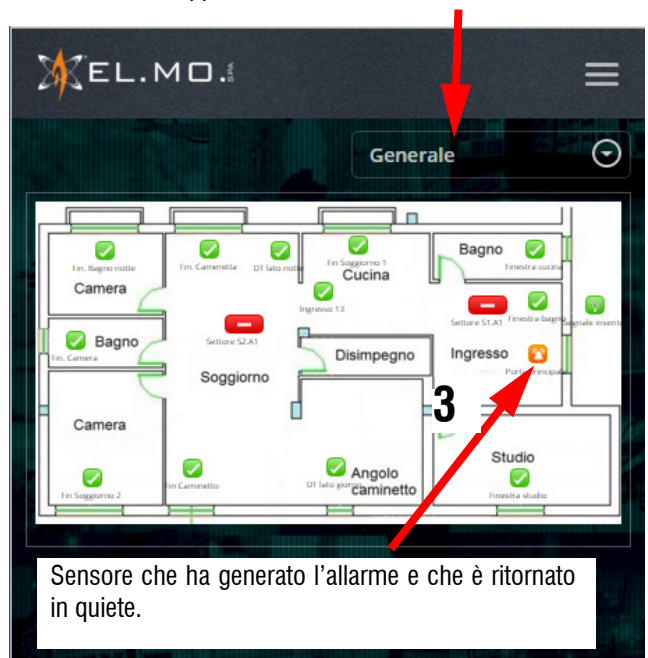 EL.MO. SPA
Generale
Fin. Bagno notte
Fin. Cameretta
DT lato notte
Fin Soggiorno 1
Cucina
Bagno
Finestra cucina
Camera
Ingresso 13
Settore S2.A1
Settore S1.A1
Finestra bagno
Bagno
Fin. Camera
Soggiorno
Disimpegno
Ingresso
Porta principale
3
Camera
Fin Soggiorno 2
Fin Caminetto
DT lato giorno
Angolo
caminetto
Studio
Finestra studio
Sensore che ha generato l’allarme e che è ritornato
in quiete.